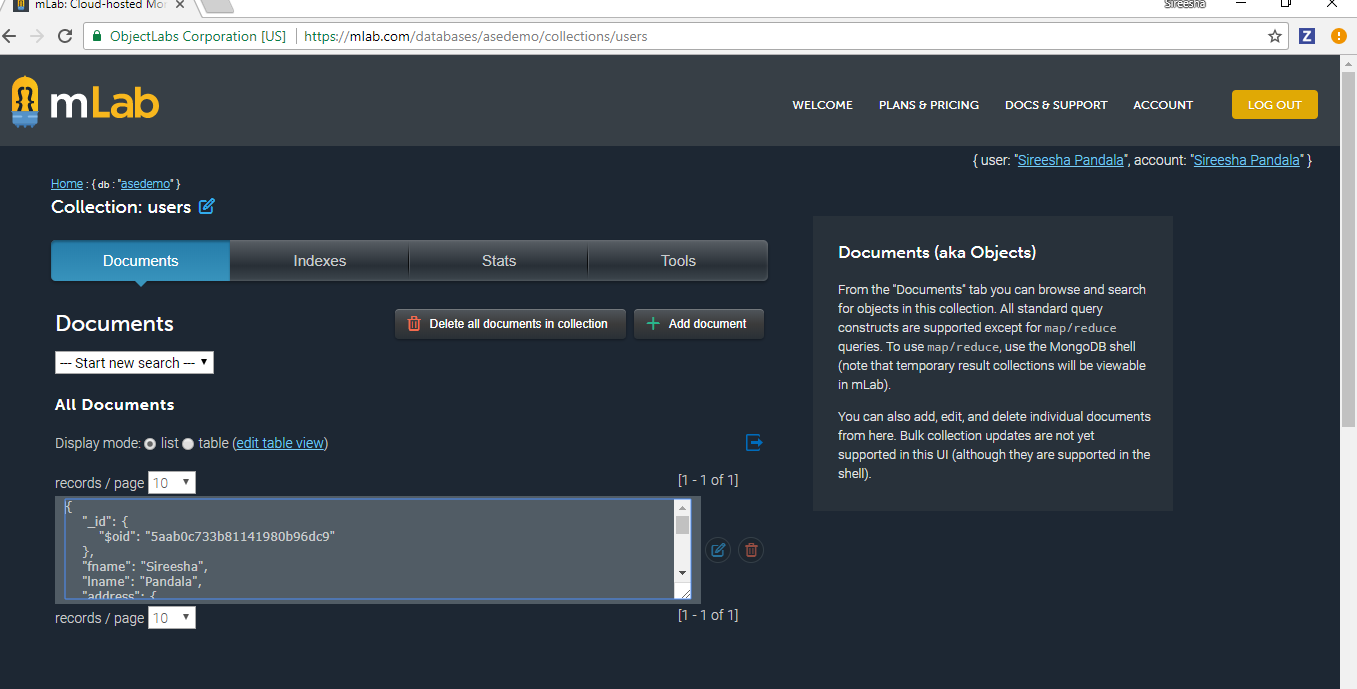 mLab: Cloud-hosted Mo
Sireesha
ObjectLabs Corporation [US]
https://mlab.com/databases/asedemo/collections/users
Z
!
mLab
WELCOME
PLANS & PRICING
DOCS & SUPPORT
ACCOUNT
LOG OUT
{ user: "Sireesha Pandala", account: "Sireesha Pandala" }
Home : { db : "asedemo" }
Collection: users
Documents
Indexes
Stats
Tools
Documents
Delete all documents in collection
Add document
--- Start new search ---
All Documents
Display mode: list table (edit table view)
records / page 10
[1 - 1 of 1]
{
"_id": {
"$oid": "5aab0c733b81141980b96dc9"
},
"fname": "Sireesha",
"lname": "Pandala",
"address": {
records / page 10
[1 - 1 of 1]
Documents (aka Objects)
From the "Documents" tab you can browse and search
for objects in this collection. All standard query
constructs are supported except for map/reduce
queries. To use map/reduce, use the MongoDB shell
(note that temporary result collections will be viewable
in mLab).
You can also add, edit, and delete individual documents
from here. Bulk collection updates are not yet
supported in this UI (although they are supported in the
shell).